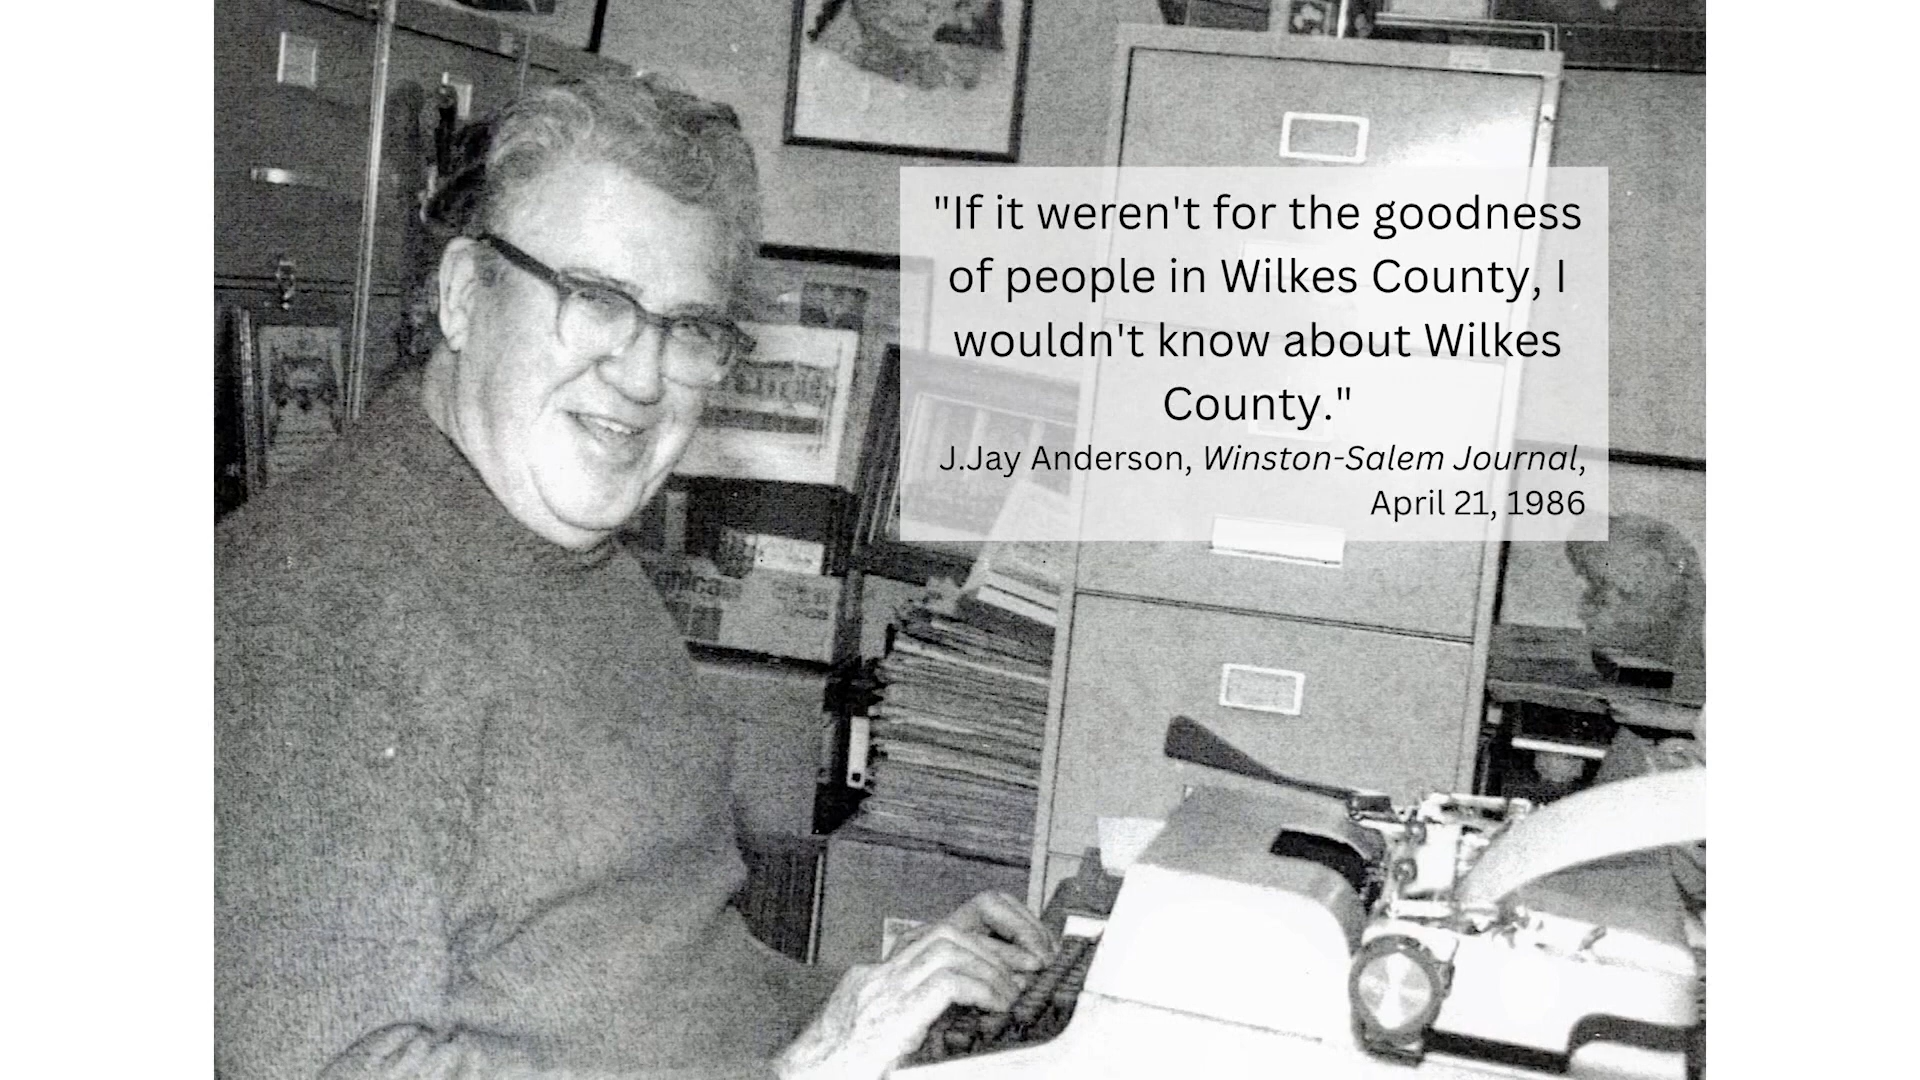 "If it weren't for the goodness
of people in Wilkes County, I
wouldn't know about Wilkes
County."
J.Jay Anderson, Winston-Salem Journal,
April 21, 1986